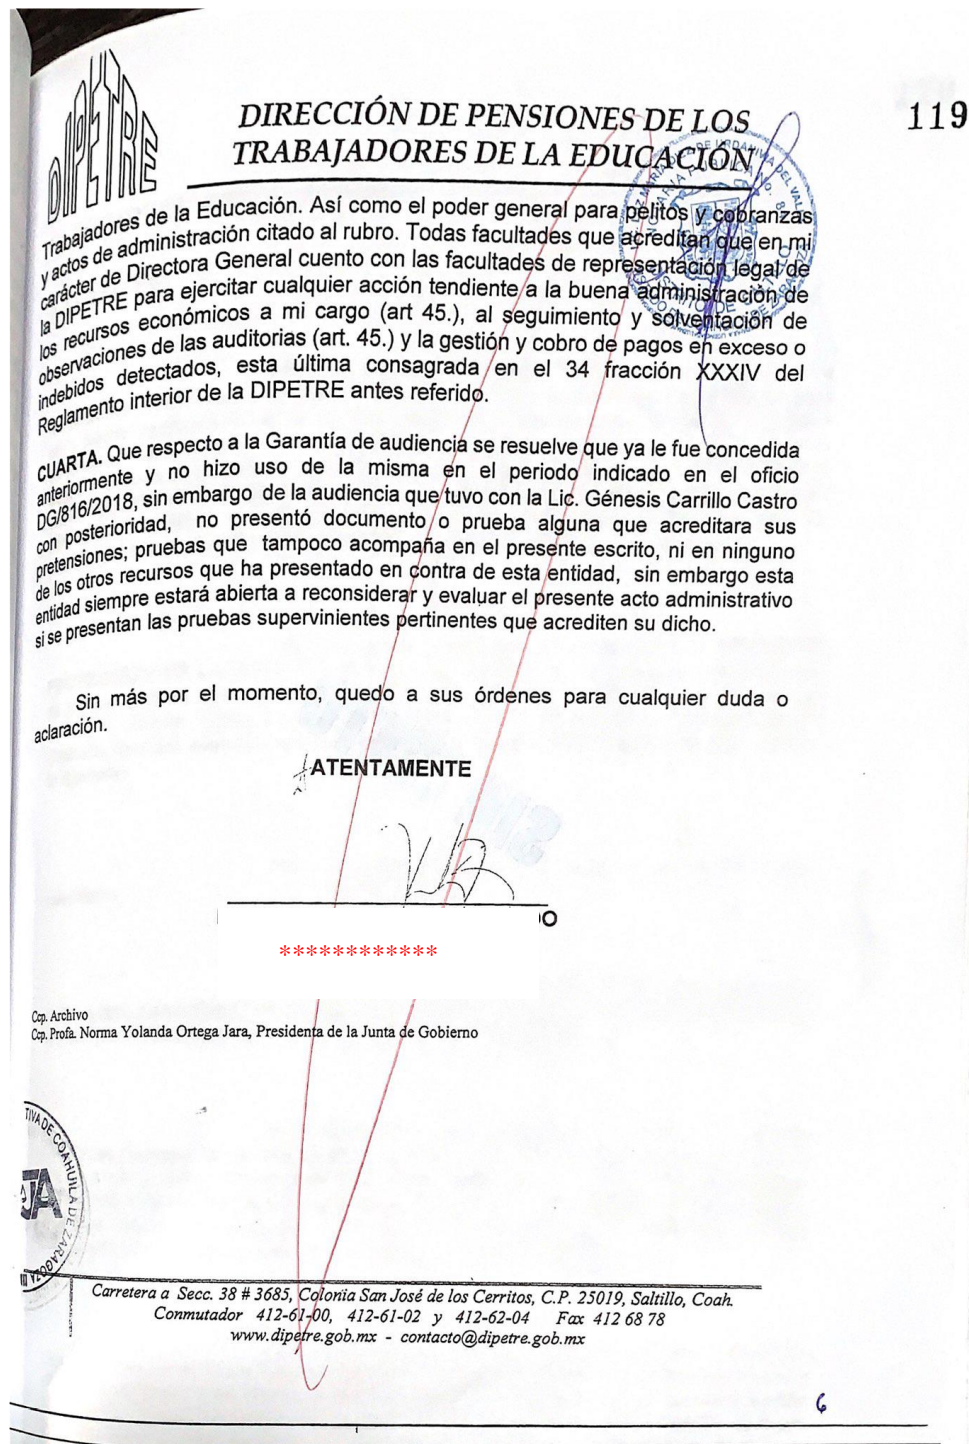 DIPETRE
DIRECCIÓN DE PENSIONES DE LOS
TRABAJADORES DE LA EDUCACIÓN
119
Trabajadores de la Educación. Así como el poder general para pelitos y cobranzas
y actos de administración citado al rubro. Todas facultades que acreditan que en mi
carácter de Directora General cuento con las facultades de representación legal de
la DIPETRE para ejercitar cualquier acción tendiente a la buena administración de
los recursos económicos a mi cargo (art 45.), al seguimiento y solventación de
observaciones de las auditorias (art. 45.) y la gestión y cobro de pagos en exceso o
indebidos detectados, esta última consagrada en el 34 fracción XXXIV del
Reglamento interior de la DIPETRE antes referido.
CUARTA. Que respecto a la Garantía de audiencia se resuelve que ya le fue concedida
anteriormente y no hizo uso de la misma en el periodo indicado en el oficio
DG/816/2018, sin embargo de la audiencia que tuvo con la Lic. Génesis Carrillo Castro
con posterioridad, no presentó documento o prueba alguna que acreditara sus
pretensiones; pruebas que tampoco acompaña en el presente escrito, ni en ninguno
de los otros recursos que ha presentado en contra de esta entidad, sin embargo esta
entidad siempre estará abierta a reconsiderar y evaluar el presente acto administrativo
si se presentan las pruebas supervinientes pertinentes que acrediten su dicho.
Sin más por el momento, quedo a sus órdenes para cualquier duda o
aclaración.
ATENTAMENTE
************
Ccp. Archivo
Ccp. Profa. Norma Yolanda Ortega Jara, Presidenta de la Junta de Gobierno
TIVA DE COAHUILA DE ZARAGOZA
JA
Carretera a Secc. 38 # 3685, Colonia San José de los Cerritos, C.P. 25019, Saltillo, Coah.
Conmutador 412-61-00, 412-61-02 y 412-62-04 Fax 412 68 78
www.dipetre.gob.mx - contacto@dipetre.gob.mx
6